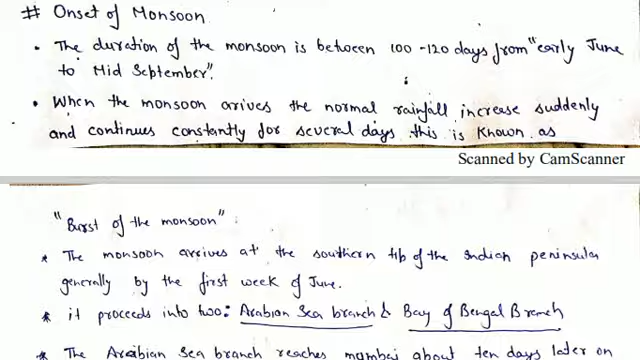 # Onset of Monsoon
• The duration of the monsoon is between 100 -120 days from "early June
to Mid September".
• When the monsoon arives the normal rainfall increase suddenly
and continues constantly for several days this is known as
Scanned by CamScanner
"Burst of the monsoon" :
* The monsoon arrives at the southern tip of the Indian peninsular
generally by the first week of June.
* it proceeds into two: Arabian Sea branch & Bay of Bengal Branch
* The Arabian Sea branch reaches mumbai about ten days later on